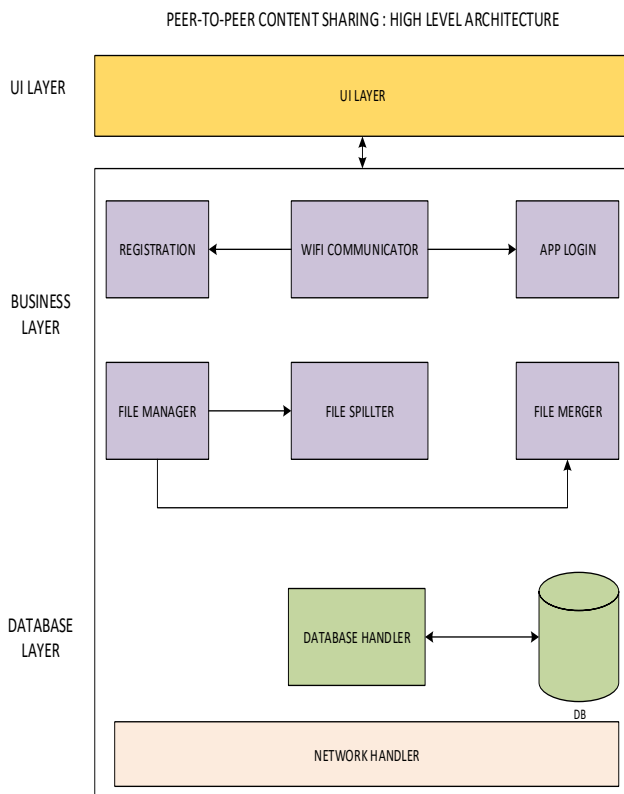 PEER-TO-PEER CONTENT SHARING : HIGH LEVEL ARCHITECTURE
UI LAYER
UI LAYER
REGISTRATION
WIFI COMMUNICATOR
APP LOGIN
BUSINESS
LAYER
FILE MANAGER
FILE SPILLTER
FILE MERGER
DATABASE
LAYER
DATABASE HANDLER
DB
NETWORK HANDLER